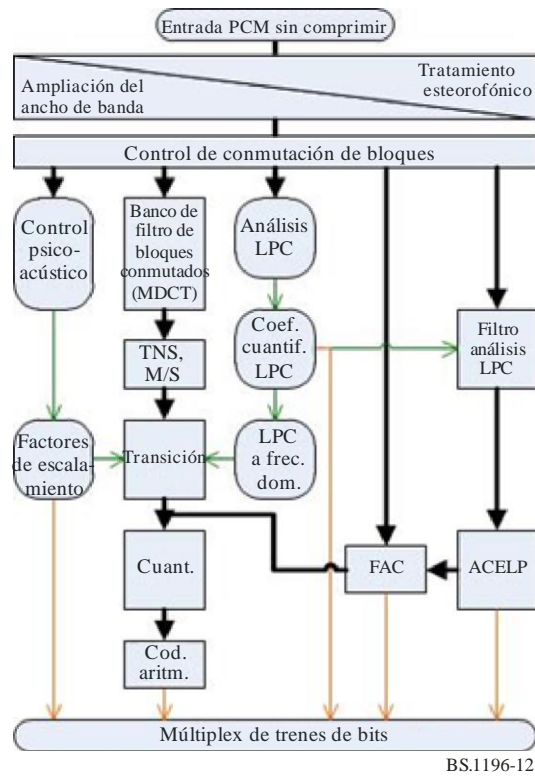 Entrada PCM sin comprimir
Ampliación del
ancho de banda
Tratamiento
esteorofónico
Control de conmutación de bloques
Control
psico-
acústico
Banco de
filtro de
bloques
conmutados
(MDCT)
Análisis
LPC
TNS,
M/S
Coef.
cuantif.
LPC
Filtro
análisis
LPC
Factores
de escala-
miento
Transición
LPC
a frec.
dom.
Cuant.
FAC
ACELP
Cod.
aritm.
Múltiplex de trenes de bits
BS.1196-12